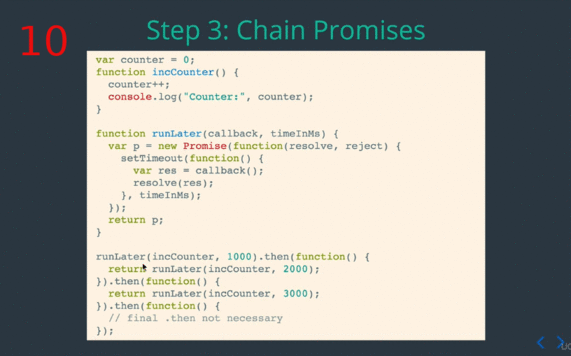 10
Step 3: Chain Promises
var counter = 0;
function incCounter() {
  counter++;
  console.log("Counter:", counter);
}
function runLater(callback, timeInMs) {
  var p = new Promise(function(resolve, reject) {
    setTimeout(function() {
      var res = callback();
      resolve(res);
    }, timeInMs);
  });
  return p;
}
runLater(incCounter, 1000).then(function() {
  return runLater(incCounter, 2000);
}).then(function() {
  return runLater(incCounter, 3000);
}).then(function() {
  // final .then not necessary
});